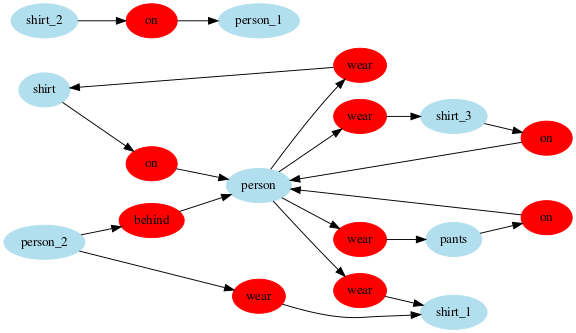 shirt_2
on
person_1
wear
shirt
wear
shirt_3
on
on
person
behind
on
person_2
wear
pants
wear
wear
shirt_1